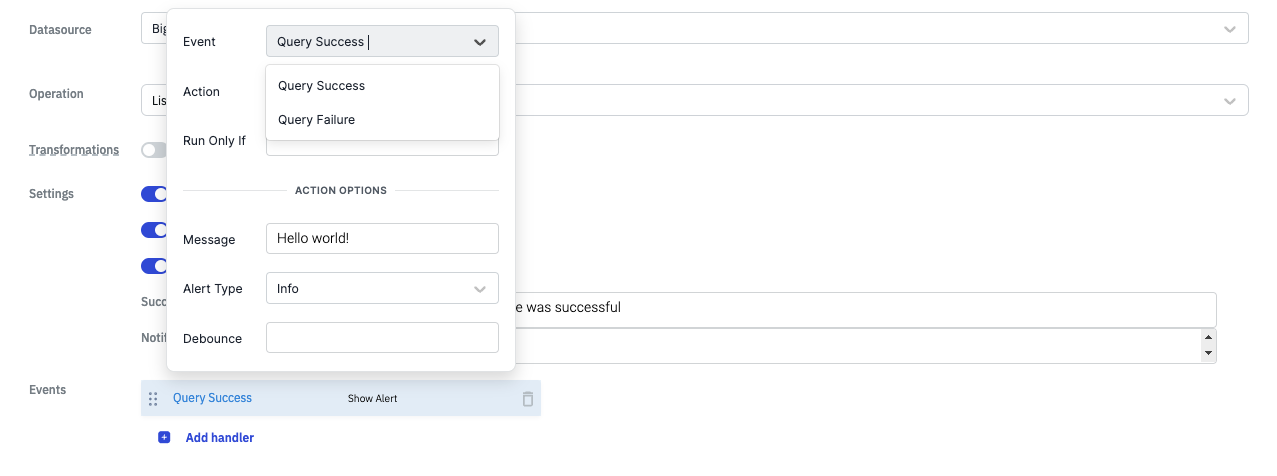 Datasource
Big
Event
Query Success
Query Success
Query Failure
Action
Operation
Lis
Run Only If
Transformations
Settings
ACTION OPTIONS
Message
Hello world!
Alert Type
Info
Succ
e was successful
Debounce
Notif
Events
Query Success
Show Alert
Add handler